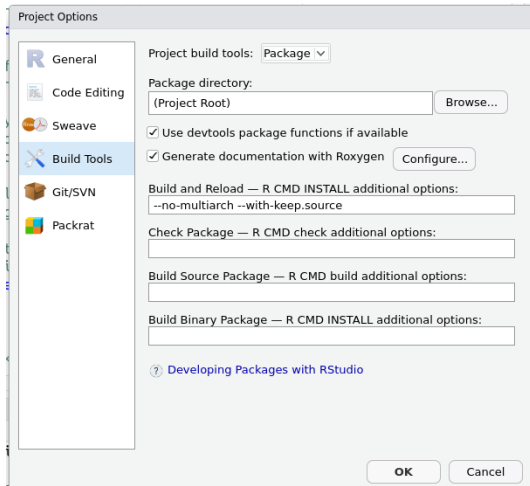 Project Options
General
Code Editing
Sweave
Build Tools
Git/SVN
Packrat
Project build tools: Package
Package directory:
(Project Root)
Browse...
Use devtools package functions if available
Generate documentation with Roxygen
Configure...
Build and Reload — R CMD INSTALL additional options:
--no-multiarch --with-keep.source
Check Package — R CMD check additional options:
Build Source Package — R CMD build additional options:
Build Binary Package — R CMD INSTALL additional options:
? Developing Packages with RStudio
OK
Cancel